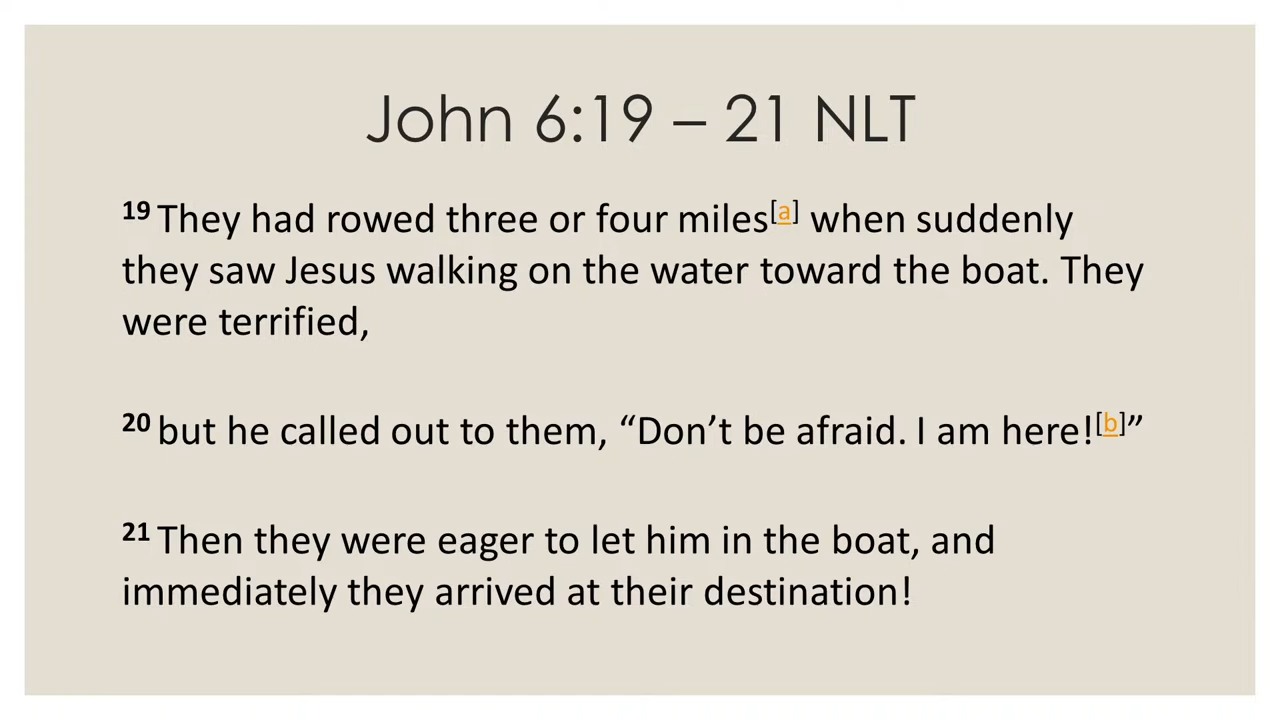 John 6:19 – 21 NLT
19 They had rowed three or four miles[a] when suddenly
they saw Jesus walking on the water toward the boat. They
were terrified,
20 but he called out to them, “Don’t be afraid. I am here![b]”
21 Then they were eager to let him in the boat, and
immediately they arrived at their destination!